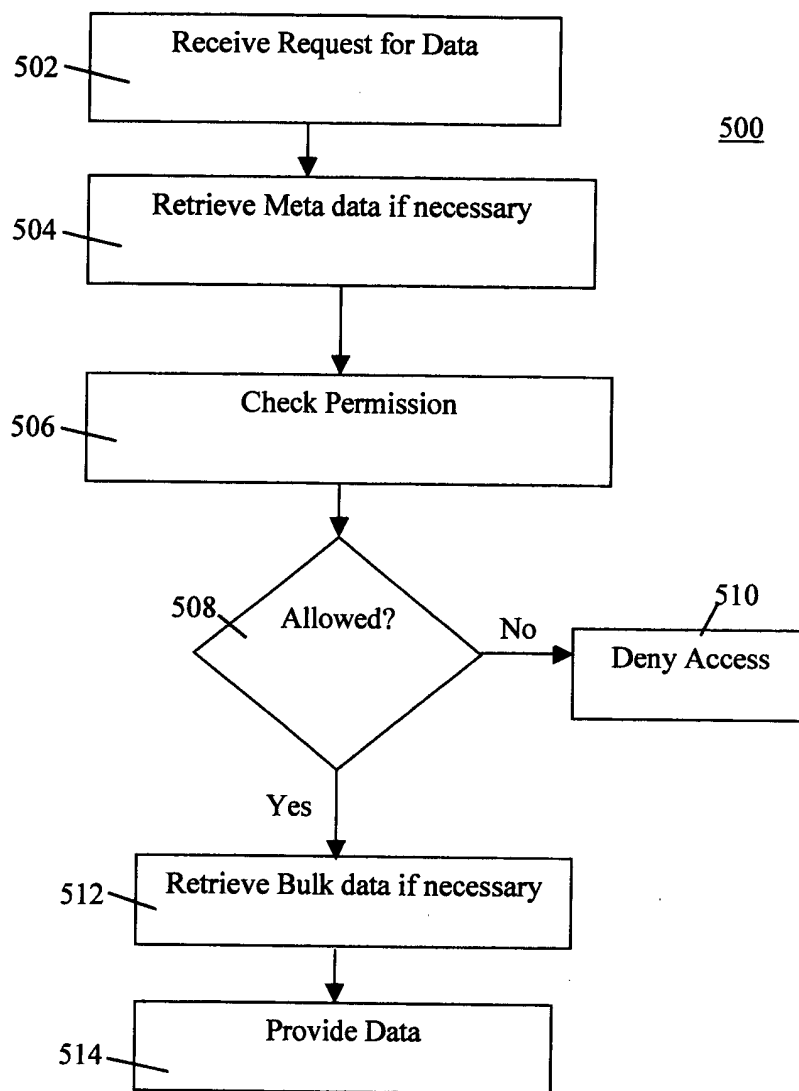 Receive Request for Data
502
500
Retrieve Meta data if necessary
504
Check Permission
506
508
Allowed?
No
510
Deny Access
Yes
Retrieve Bulk data if necessary
512
Provide Data
514